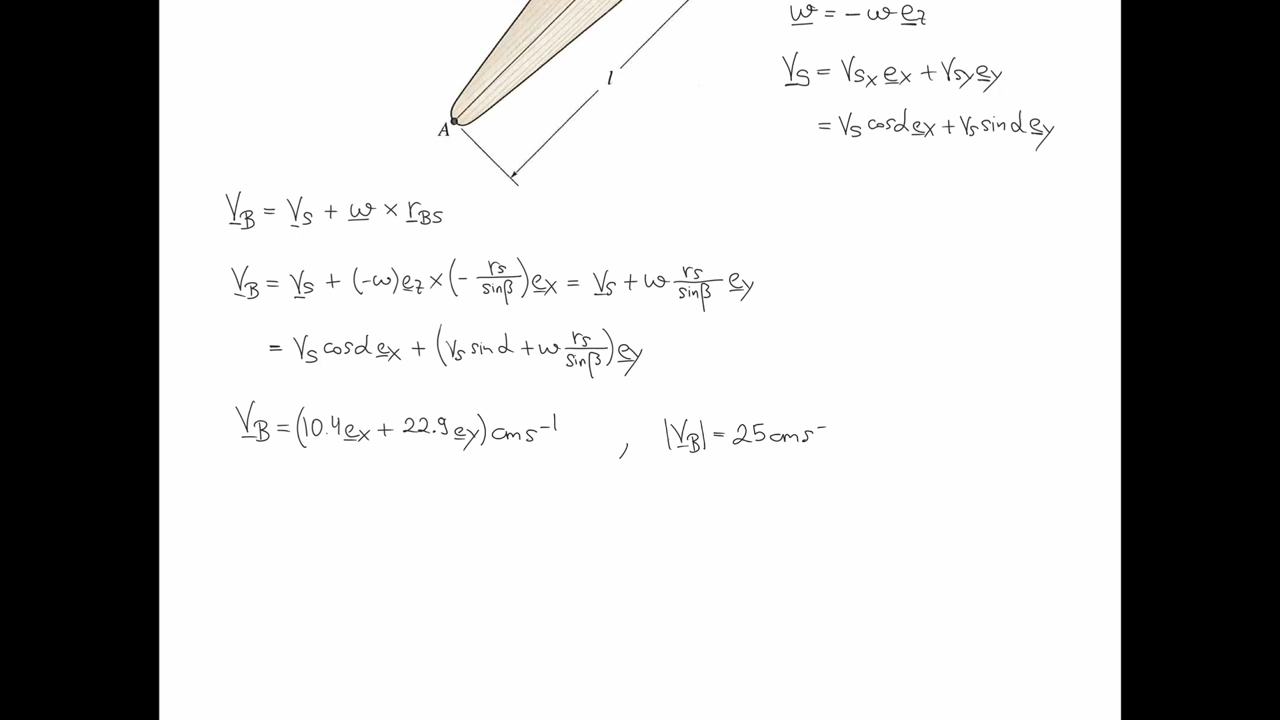 ω = -ω e_z
V_S = V_Sx e_x + V_Sy e_y
= V_S cosα e_x + V_S sinα e_y
l
A
V_B = V_S + ω × r_BS
V_B = V_S + (-ω)e_z × (- r_S/sinβ) e_x = V_S + ω r_S/sinβ e_y
= V_S cosα e_x + (V_S sinα + ω r_S/sinβ) e_y
V_B = (10.4 e_x + 22.9 e_y) cm s⁻¹ , |V_B| = 25 cm s⁻